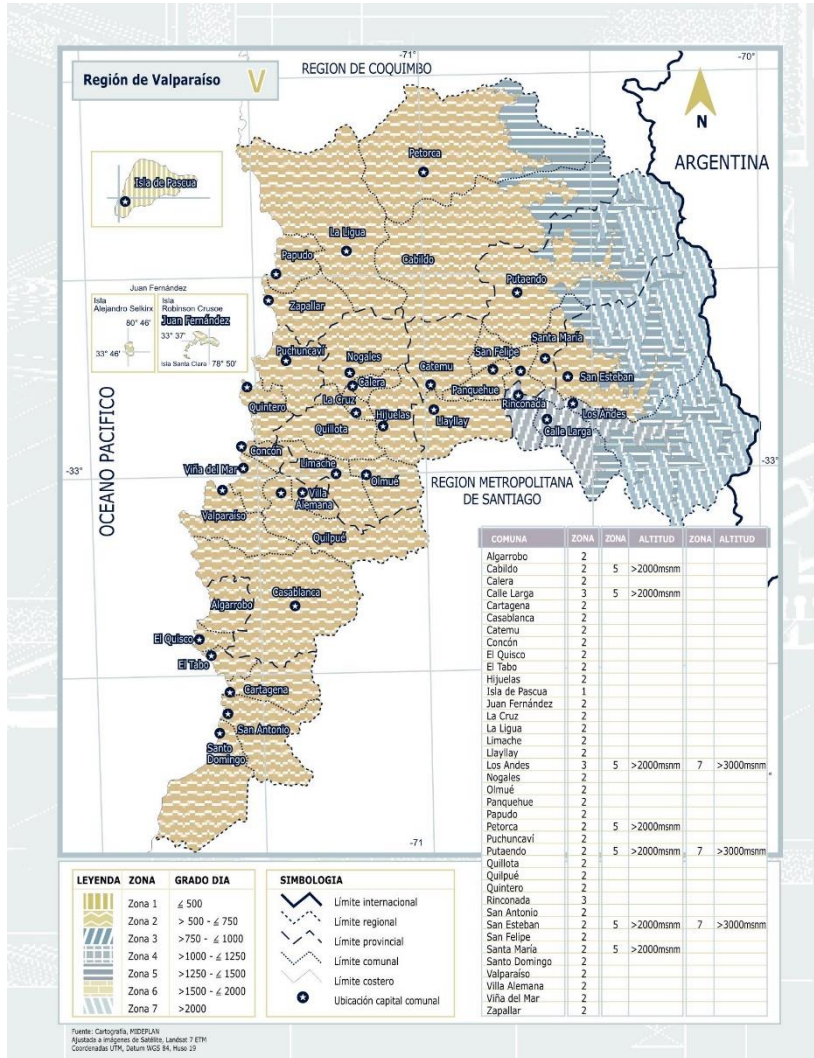 Región de Valparaíso V
-71°
-70°
REGION DE COQUIMBO
N
ARGENTINA
Isla de Pascua
Petorca
La Ligua
Papudo
Cabildo
Zapallar
Putaendo
Juan Fernández
Isla
Alejandro Selkirx
80° 46'
33° 46'
Isla
Robinson Crusoe
Juan Fernández
33° 37'
Isla Santa Clara 78° 50'
Puchuncaví
Nogales
Catemu
San Felipe
Santa María
Calera
San Esteban
Quintero
La Cruz
Panquehue
Rinconada
Hijuelas
Llayllay
Los Andes
Quillota
Calle Larga
OCEANO PACIFICO
Concón
-33°
Viña del Mar
Limache
Olmué
REGION METROPOLITANA
DE SANTIAGO
-33°
Villa
Alemana
Valparaíso
Quilpué
Casablanca
Algarrobo
El Quisco
El Tabo
Cartagena
San Antonio
Santo
Domingo
-71
COMUNA ZONA ZONA ALTITUD ZONA ALTITUD
Algarrobo 2
Cabildo 2 5 >2000msnm
Calera 2
Calle Larga 3 5 >2000msnm
Cartagena 2
Casablanca 2
Catemu 2
Concón 2
El Quisco 2
El Tabo 2
Hijuelas 2
Isla de Pascua 1
Juan Fernández 2
La Cruz 2
La Ligua 2
Limache 2
Llayllay 2
Los Andes 3 5 >2000msnm 7 >3000msnm
Nogales 2
Olmué 2
Panquehue 2
Papudo 2
Petorca 2 5 >2000msnm
Puchuncaví 2
Putaendo 2 5 >2000msnm 7 >3000msnm
Quillota 2
Quilpué 2
Quintero 2
Rinconada 3
San Antonio 2
San Esteban 2 5 >2000msnm 7 >3000msnm
San Felipe 2
Santa María 2 5 >2000msnm
Santo Domingo 2
Valparaíso 2
Villa Alemana 2
Viña del Mar 2
Zapallar 2
LEYENDA ZONA GRADO DIA
Zona 1 ≤ 500
Zona 2 > 500 - ≤ 750
Zona 3 >750 - ≤ 1000
Zona 4 >1000 - ≤ 1250
Zona 5 >1250 - ≤ 1500
Zona 6 >1500 - ≤ 2000
Zona 7 >2000
SIMBOLOGIA
Límite internacional
Límite regional
Límite provincial
Límite comunal
Límite costero
Ubicación capital comunal
Fuente: Cartografía, MIDEPLAN
Ajustada a imágenes de Satélite, Landsat 7 ETM
Coordenadas UTM, Datum WGS 84, Huso 19